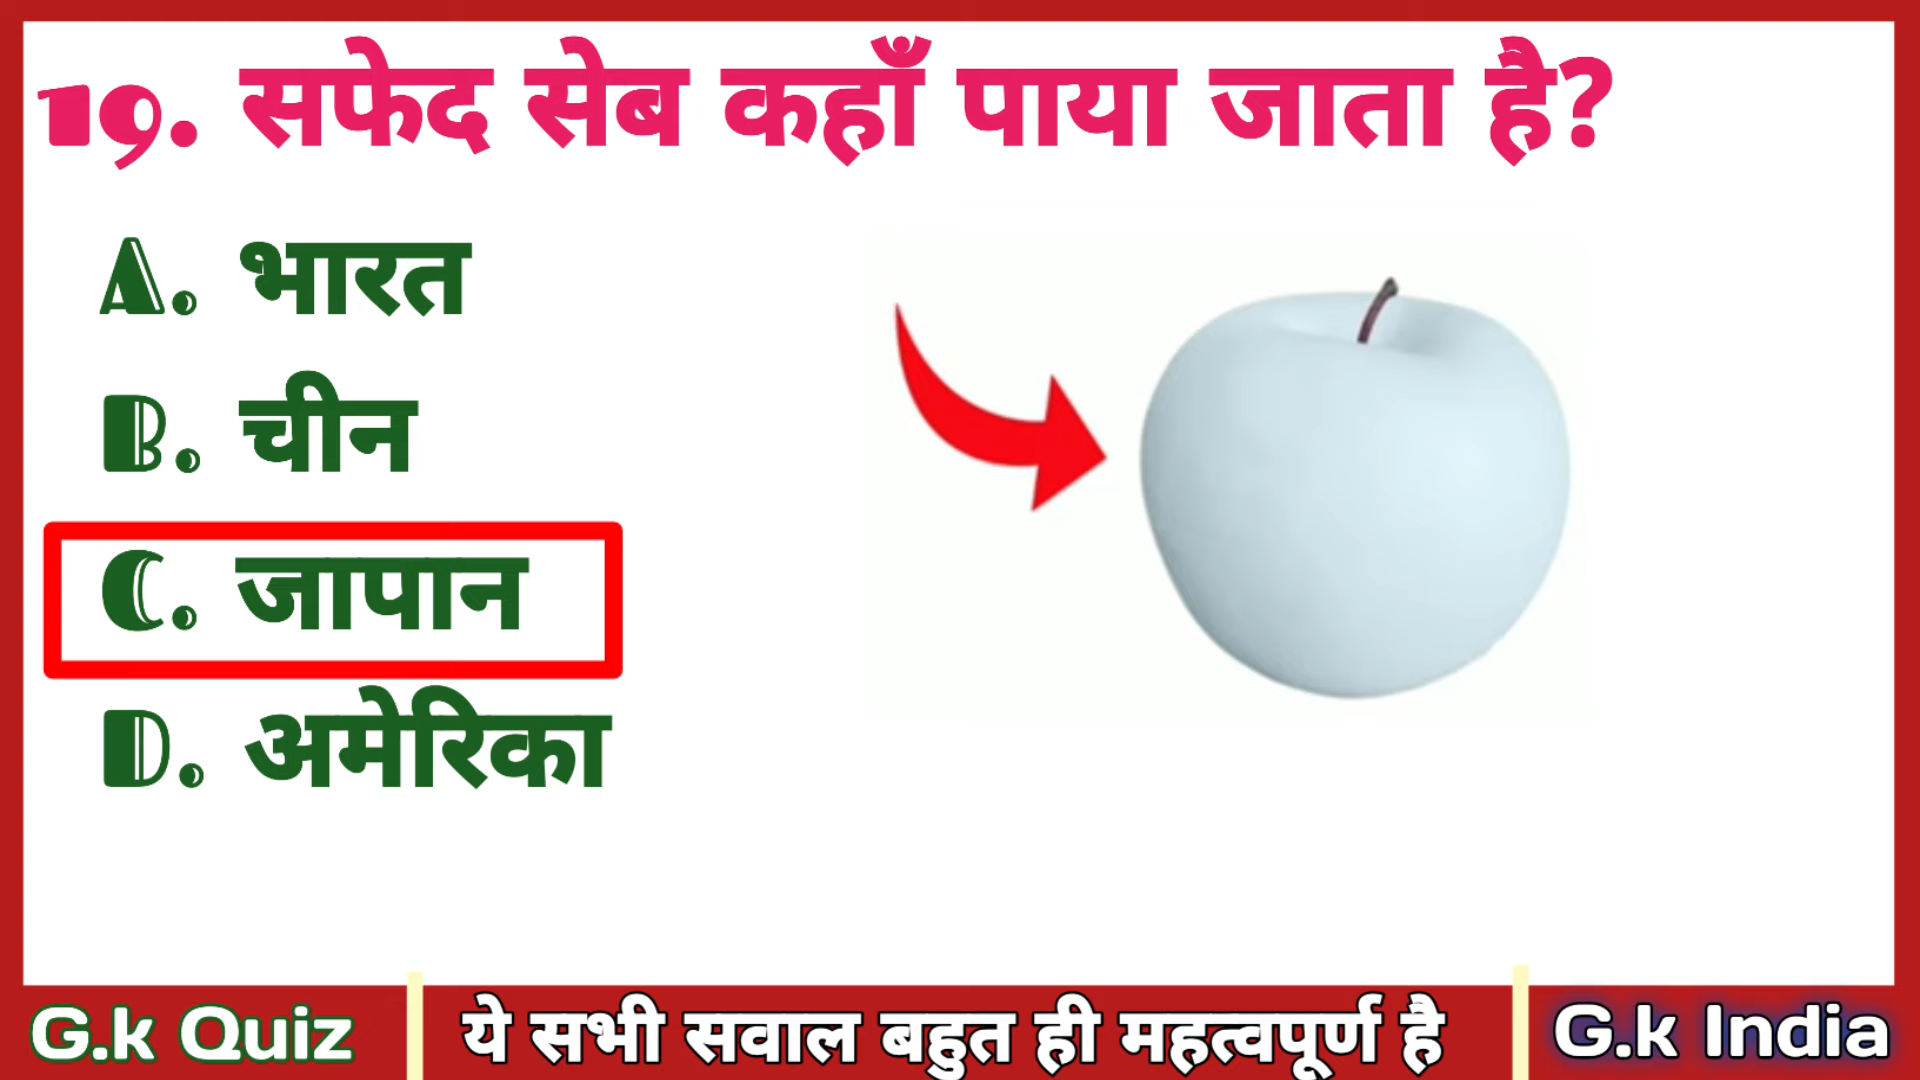 19. सफेद सेब कहाँ पाया जाता है?
A. भारत
B. चीन
C. जापान
D. अमेरिका
G.k Quiz
ये सभी सवाल बहुत ही महत्वपूर्ण है
G.k India